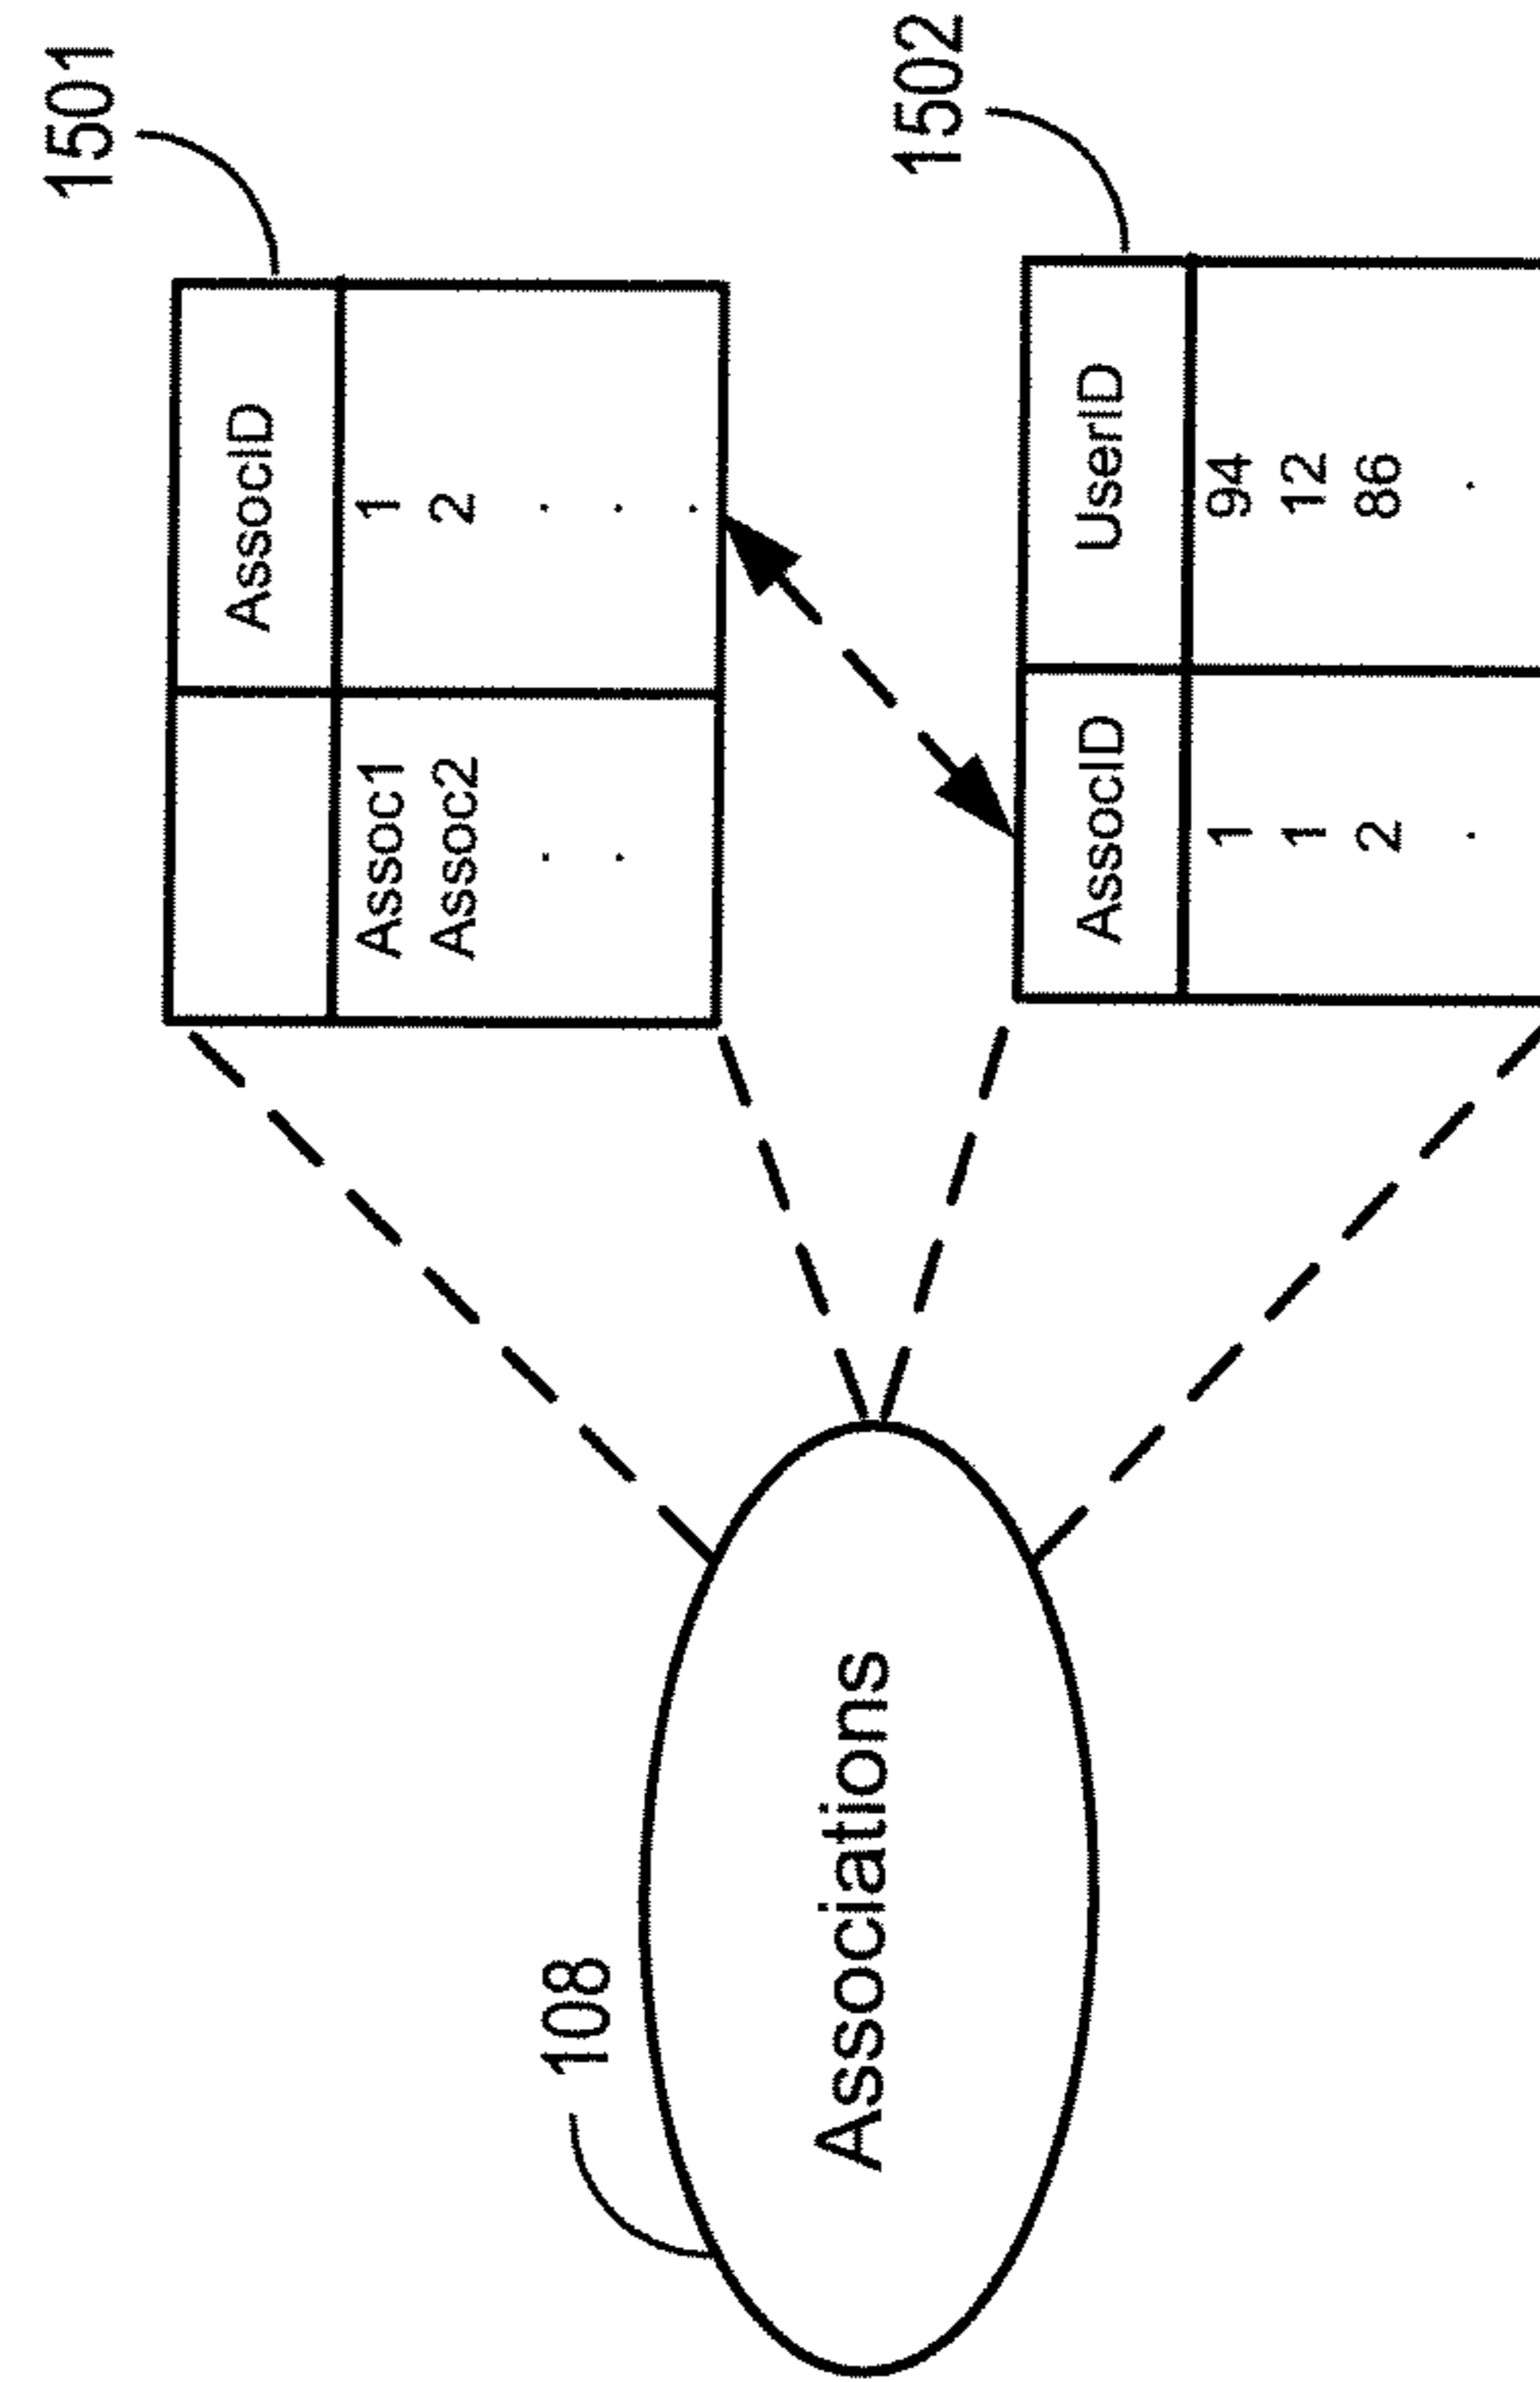 1501
AssocID
Assoc1 1
Assoc2 2
. .
. .
.
1502
AssocID UserID
1 94
1 12
2 86
. .
108
Associations